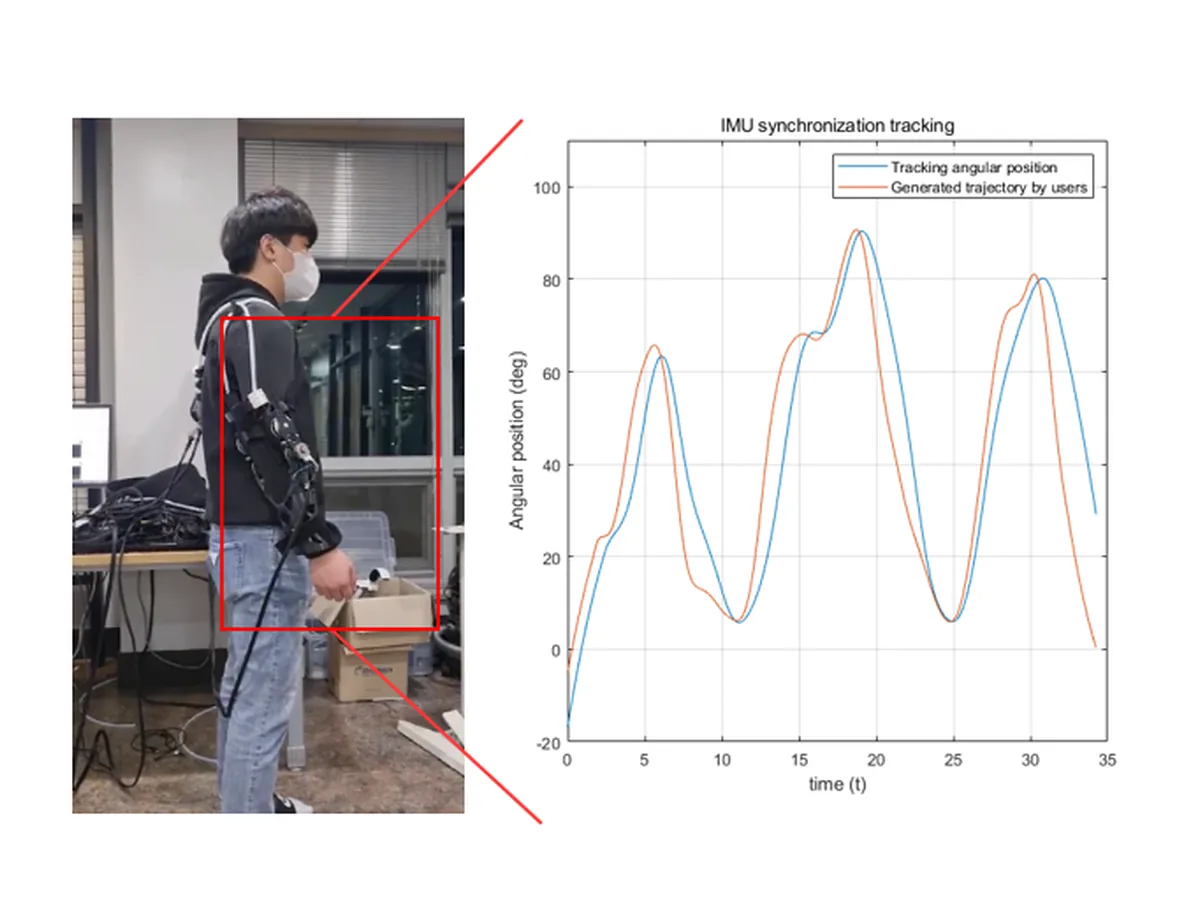 IMU synchronization tracking
Tracking angular position
Generated trajectory by users
100
80
60
40
20
0
-20
Angular position (deg)
0 5 10 15 20 25 30 35
time (t)